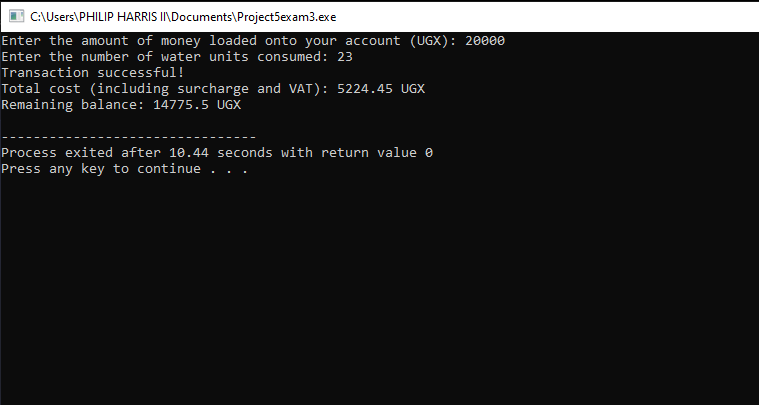 C:\Users\PHILIP HARRIS II\Documents\Project5exam3.exe
Enter the amount of money loaded onto your account (UGX): 20000
Enter the number of water units consumed: 23
Transaction successful!
Total cost (including surcharge and VAT): 5224.45 UGX
Remaining balance: 14775.5 UGX
--------------------------------
Process exited after 10.44 seconds with return value 0
Press any key to continue . . .